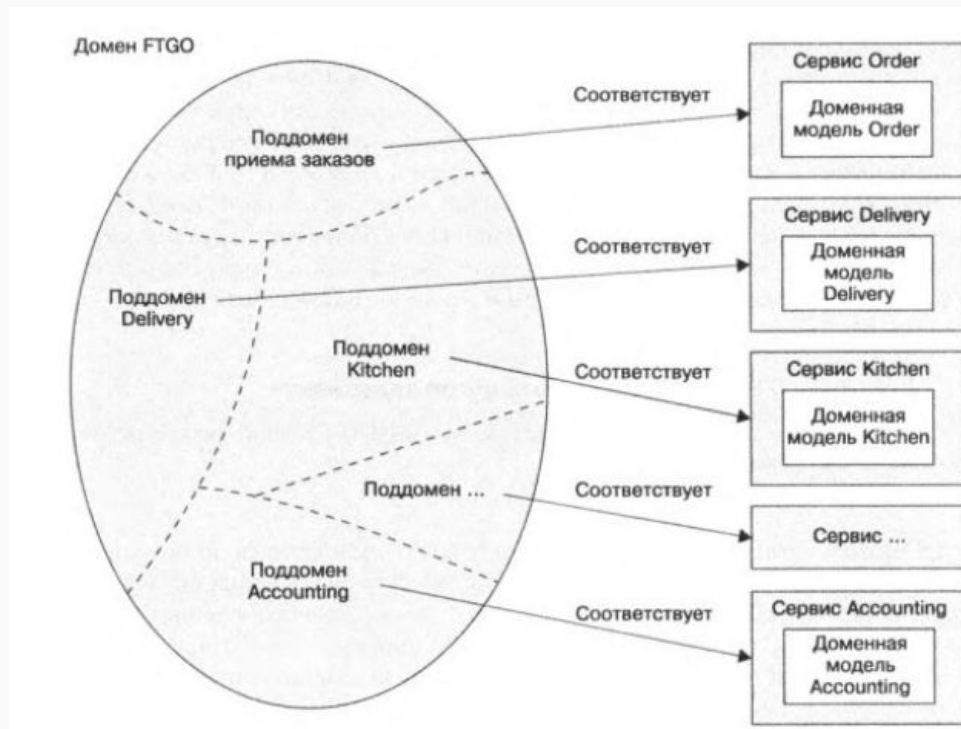 Домен FTGO
Поддомен
приема заказов
Поддомен
Delivery
Поддомен
Kitchen
Поддомен ...
Поддомен
Accounting
Соответствует
Соответствует
Соответствует
Соответствует
Соответствует
Сервис Order
Доменная
модель Order
Сервис Delivery
Доменная
модель
Delivery
Сервис Kitchen
Доменная
модель Kitchen
Сервис ...
Сервис Accounting
Доменная
модель
Accounting